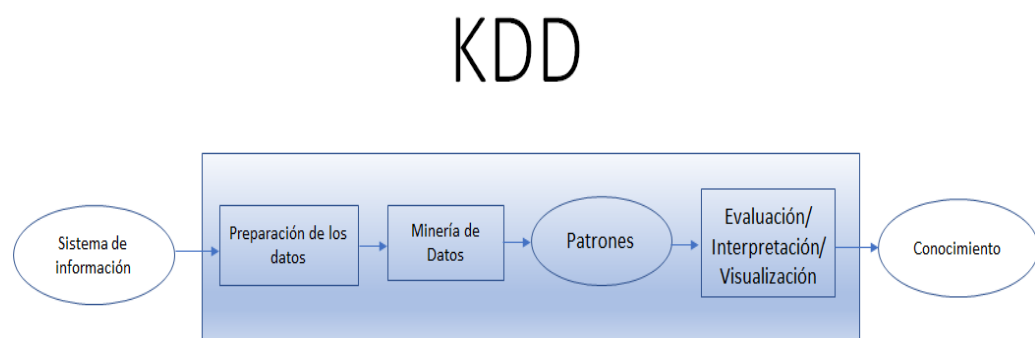 KDD
Sistema de
información
Preparación de los
datos
Minería de
Datos
Patrones
Evaluación/
Interpretación/
Visualización
Conocimiento